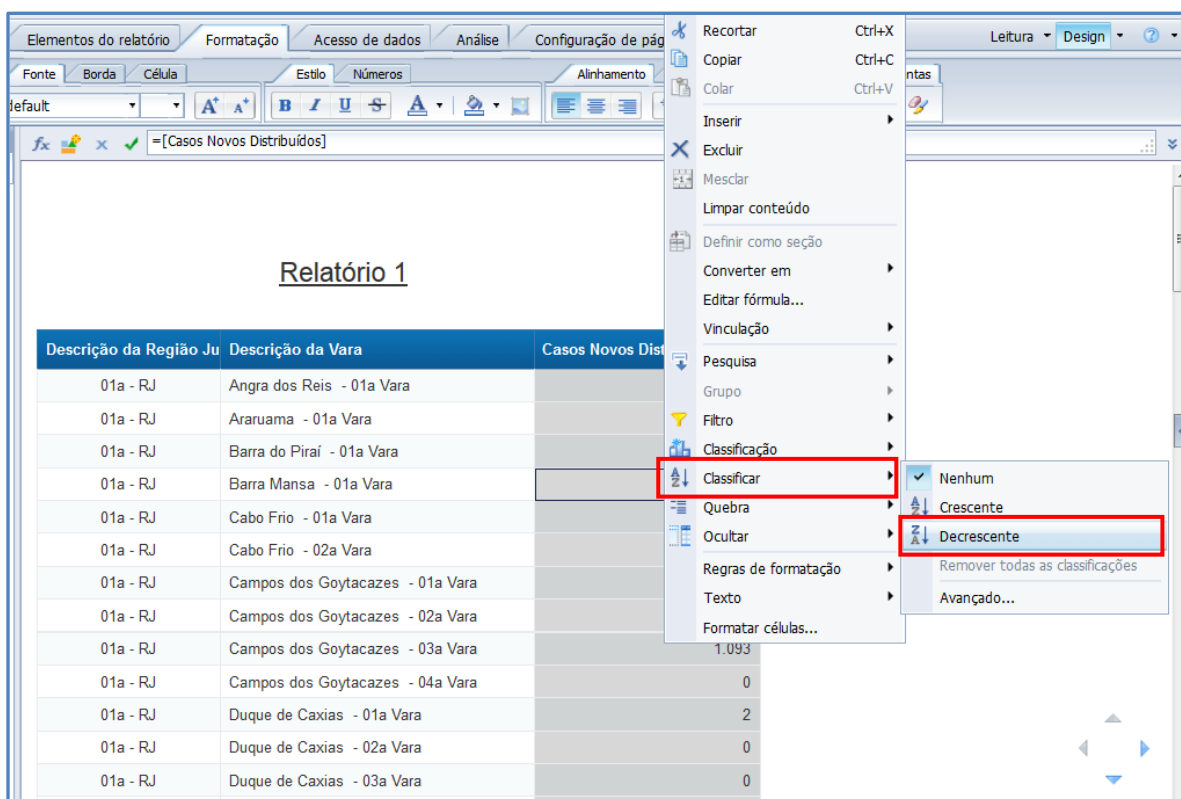 Elementos do relatório Formatação Acesso de dados Análise Configuração de pág Leitura Design
Fonte Borda Célula Estilo Números Alinhamento ntas
default A A B I U S A
fx =[Casos Novos Distribuídos]
Relatório 1
Descrição da Região Ju Descrição da Vara Casos Novos Dist
01a - RJ Angra dos Reis - 01a Vara
01a - RJ Araruama - 01a Vara
01a - RJ Barra do Piraí - 01a Vara
01a - RJ Barra Mansa - 01a Vara
01a - RJ Cabo Frio - 01a Vara
01a - RJ Cabo Frio - 02a Vara
01a - RJ Campos dos Goytacazes - 01a Vara
01a - RJ Campos dos Goytacazes - 02a Vara
01a - RJ Campos dos Goytacazes - 03a Vara 1.093
01a - RJ Campos dos Goytacazes - 04a Vara 0
01a - RJ Duque de Caxias - 01a Vara 2
01a - RJ Duque de Caxias - 02a Vara 0
01a - RJ Duque de Caxias - 03a Vara 0
Recortar Ctrl+X
Copiar Ctrl+C
Colar Ctrl+V
Inserir
Excluir
Mesclar
Limpar conteúdo
Definir como seção
Converter em
Editar fórmula...
Vinculação
Pesquisa
Grupo
Filtro
Classificação
Classificar
Quebra
Ocultar
Regras de formatação
Texto
Formatar células...
Nenhum
Crescente
Decrescente
Remover todas as classificações
Avançado...